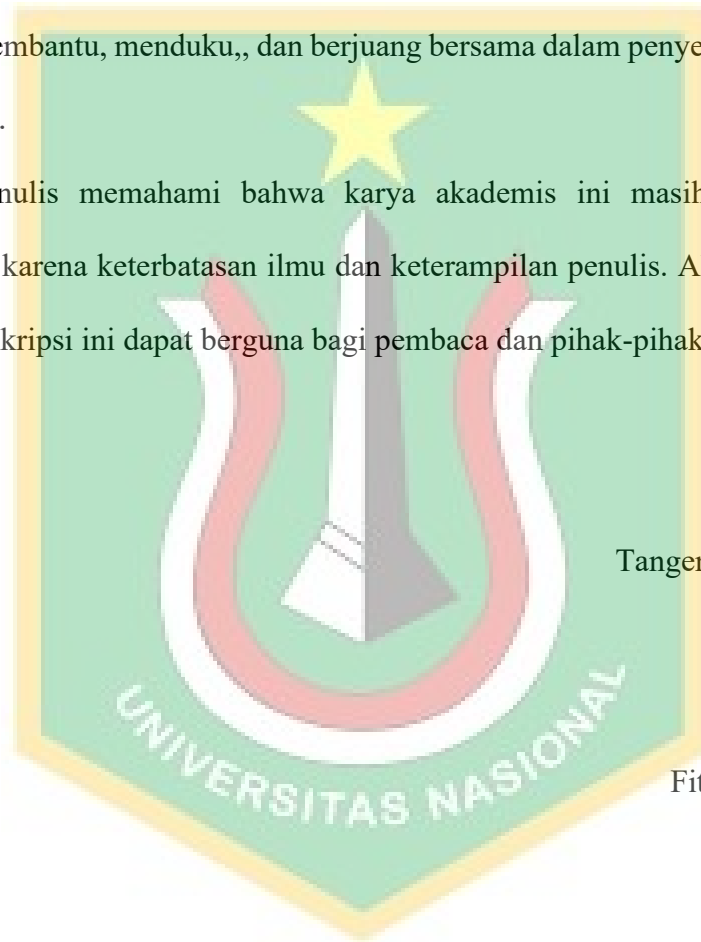 embantu, menduku,, dan berjuang bersama dalam penye
.
nulis memahami bahwa karya akademis ini masih
karena keterbatasan ilmu dan keterampilan penulis. A
kripsi ini dapat berguna bagi pembaca dan pihak-pihak
Tanger
UNIVERSITAS NASIONAL
Fit